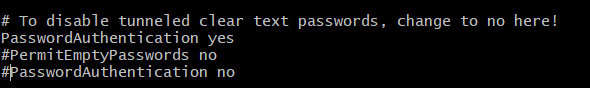 # To disable tunneled clear text passwords, change to no here!
PasswordAuthentication yes
#PermitEmptyPasswords no
#PasswordAuthentication no